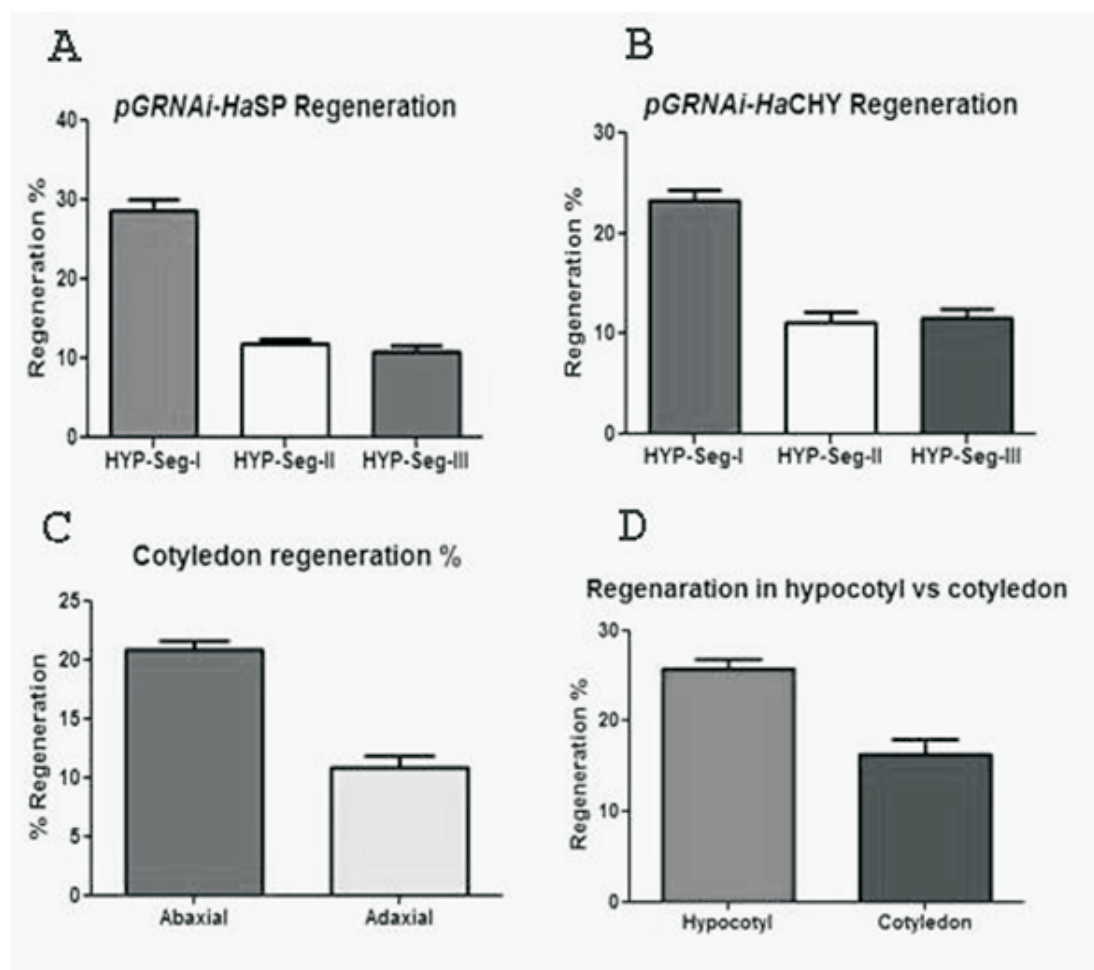 A
pGRNAi-HaSP Regeneration
Regeneration %
40
30
20
10
0
HYP-Seg-I HYP-Seg-II HYP-Seg-III
B
pGRNAi-HaCHY Regeneration
Regeneration %
30
20
10
0
HYP-Seg-I HYP-Seg-II HYP-Seg-III
C
Cotyledon regeneration %
% Regeneration
25
20
15
10
5
0
Abaxial Adaxial
D
Regenaration in hypocotyl vs cotyledon
Regeneration %
30
20
10
0
Hypocotyl Cotyledon